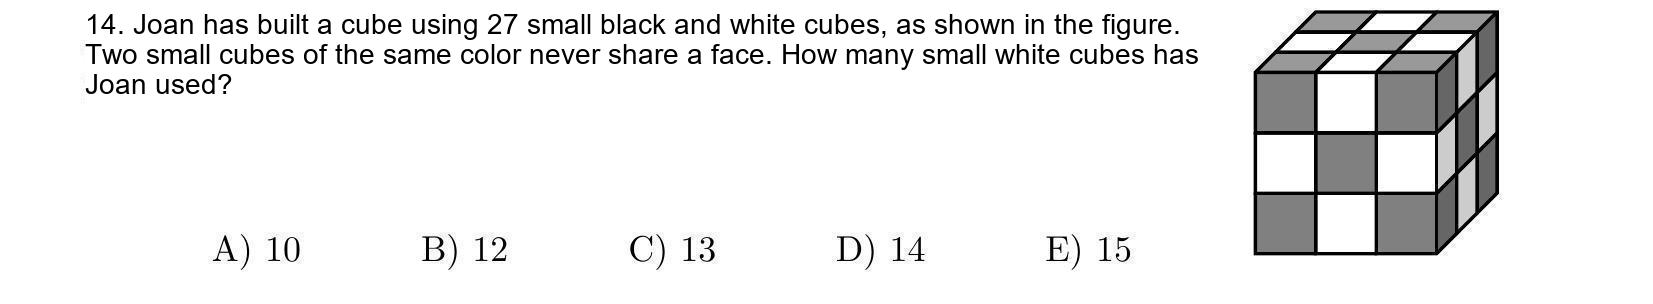 14. Joan has built a cube using 27 small black and white cubes, as shown in the figure.
Two small cubes of the same color never share a face. How many small white cubes has
Joan used?
A) 10 B) 12 C) 13 D) 14 E) 15